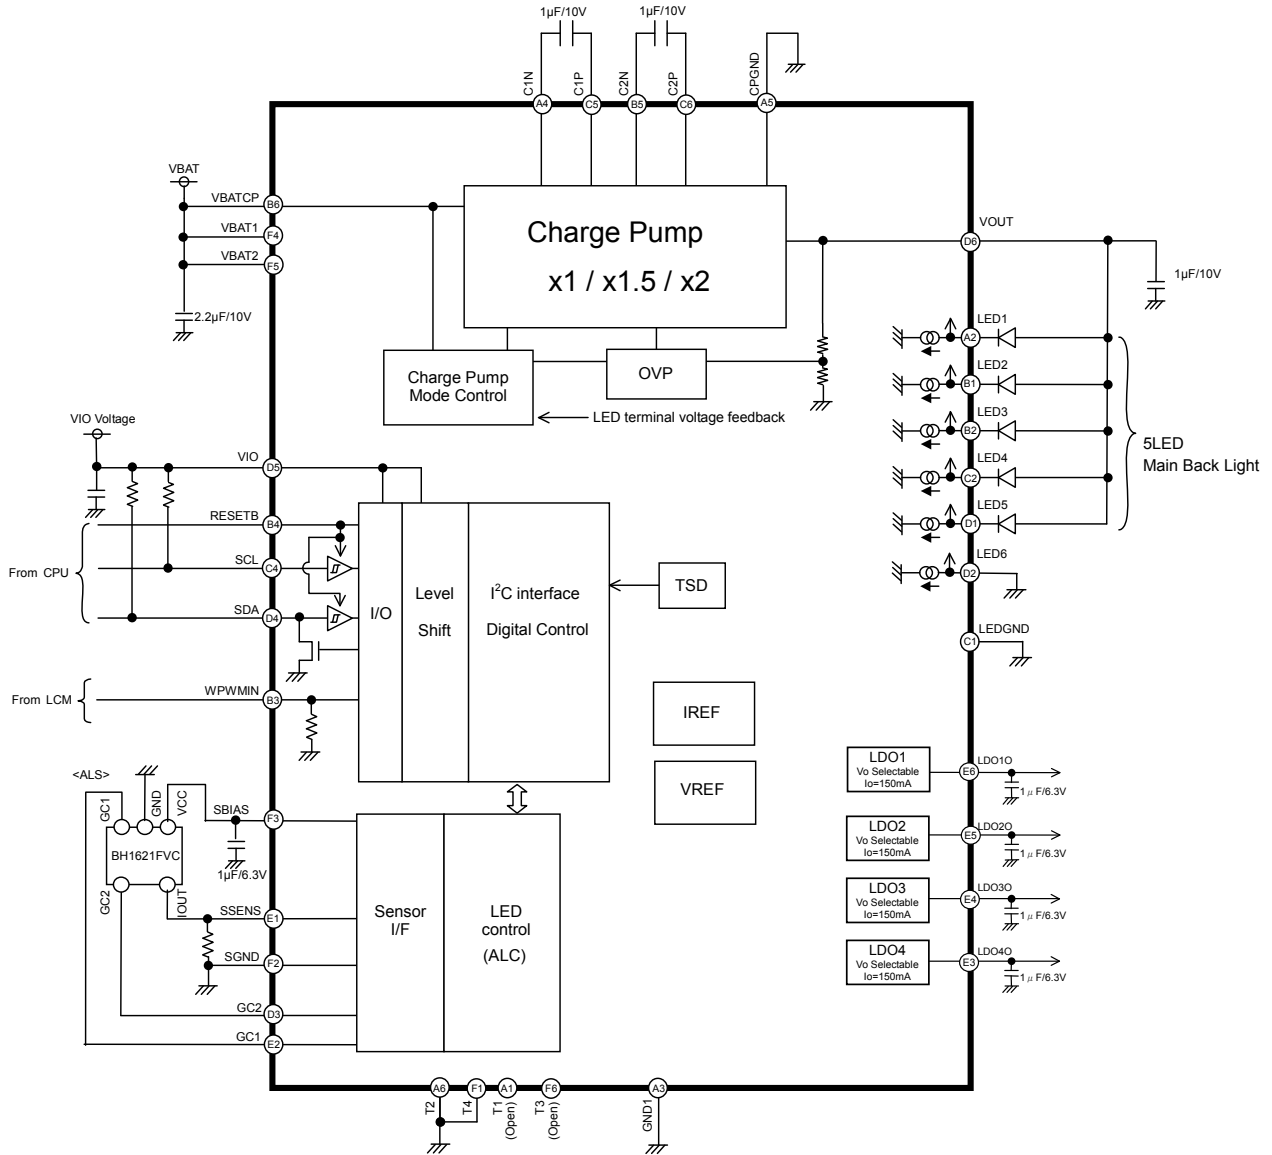 1μF/10V
1μF/10V
C1N
C1P
C2N
C2P
CPGND
A4
C5
B5
C6
A5
VBAT
VBATCP
B6
VBAT1
F4
VBAT2
F5
2.2μF/10V
Charge Pump
x1 / x1.5 / x2
VOUT
D6
1μF/10V
Charge Pump
Mode Control
OVP
LED terminal voltage feedback
LED1
A2
LED2
B1
LED3
B2
LED4
C2
LED5
D1
LED6
D2
5LED
Main Back Light
LEDGND
C1
VIO Voltage
VIO
D5
RESETB
B4
SCL
C4
From CPU
SDA
D4
I/O
Level
Shift
I2C interface
Digital Control
TSD
From LCM
WPWMIN
B3
IREF
VREF
<ALS>
GC1
GND
VCC
BH1621FVC
GC2
IOUT
SBIAS
F3
1μF/6.3V
SSENS
E1
SGND
F2
GC2
D3
GC1
E2
Sensor
I/F
LED
control
(ALC)
LDO1
Vo Selectable
Io=150mA
E6
LDO1O
1μF/6.3V
LDO2
Vo Selectable
Io=150mA
E5
LDO2O
1μF/6.3V
LDO3
Vo Selectable
Io=150mA
E4
LDO3O
1μF/6.3V
LDO4
Vo Selectable
Io=150mA
E3
LDO4O
1μF/6.3V
A6
F1
A1
F6
A3
T2
T4
T1
(Open)
T3
(Open)
GND1